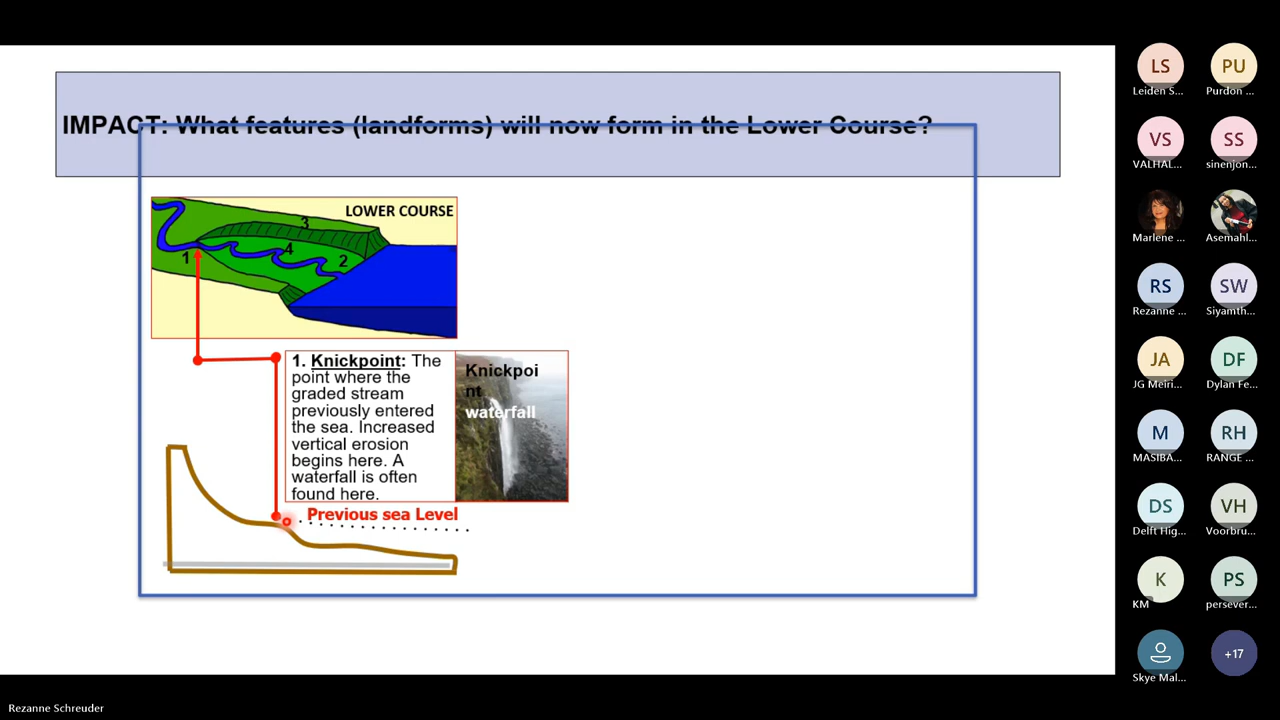 IMPACT: What features (landforms) will now form in the Lower Course?
LOWER COURSE
3
4
1
2
1. Knickpoint: The
point where the
graded stream
previously entered
the sea. Increased
vertical erosion
begins here. A
waterfall is often
found here.
Knickpoi
nt
waterfall
Previous sea Level
LS
Leiden S...
PU
Purdon ...
VS
VALHAL...
SS
sinenjon...
Marlene ...
Asemahl...
RS
Rezanne ...
SW
Siyamth...
JA
JG Meiri...
DF
Dylan Fe...
M
MASIBA...
RH
RANGE ...
DS
Delft Hig...
VH
Voorbru...
K
KM
PS
persever...
Skye Mal...
+17
Rezanne Schreuder